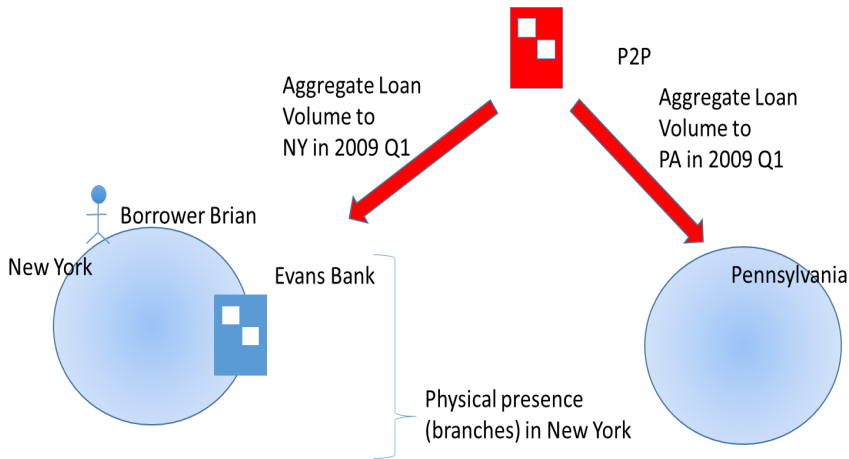 P2P
Aggregate Loan
Volume to
NY in 2009 Q1
Aggregate Loan
Volume to
PA in 2009 Q1
Borrower Brian
New York
Evans Bank
Pennsylvania
Physical presence
(branches) in New York